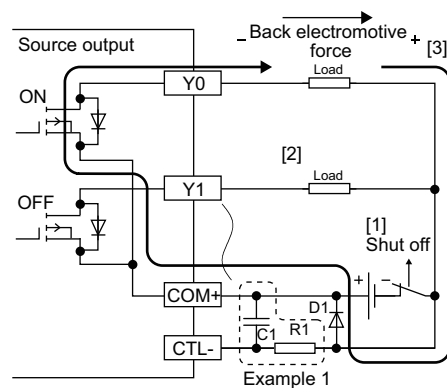 Source output
– Back electromotive + [3]
force
Load
Y0
ON
[2]
Y1
Load
OFF
[1]
Shut off
+ –
COM+
D1
C1 R1
CTL-
Example 1